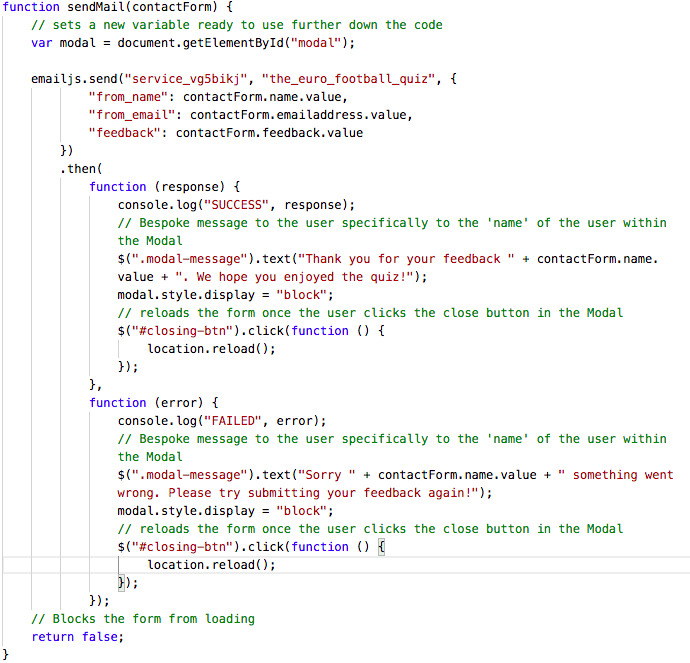 function sendMail(contactForm) {
// sets a new variable ready to use further down the code
var modal = document.getElementById("modal");
emailjs.send("service_vg5bikj", "the_euro_football_quiz", {
"from_name": contactForm.name.value,
"from_email": contactForm.emailaddress.value,
"feedback": contactForm.feedback.value
})
.then(
function (response) {
console.log("SUCCESS", response);
// Bespoke message to the user specifically to the 'name' of the user within
the Modal
$(".modal-message").text("Thank you for your feedback " + contactForm.name.
value + ". We hope you enjoyed the quiz!");
modal.style.display = "block";
// reloads the form once the user clicks the close button in the Modal
$("#closing-btn").click(function () {
location.reload();
});
},
function (error) {
console.log("FAILED", error);
// Bespoke message to the user specifically to the 'name' of the user within
the Modal
$(".modal-message").text("Sorry " + contactForm.name.value + " something went
wrong. Please try submitting your feedback again!");
modal.style.display = "block";
// reloads the form once the user clicks the close button in the Modal
$("#closing-btn").click(function () {
location.reload();
});
});
// Blocks the form from loading
return false;
}